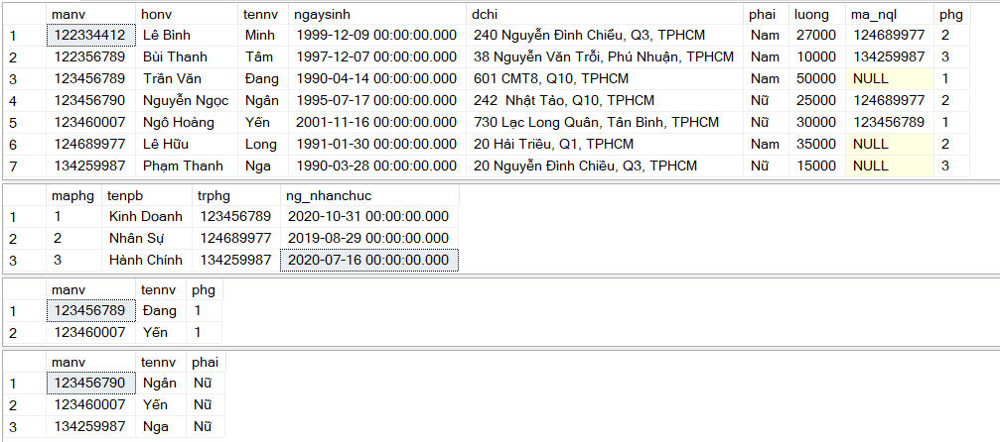 manv honv tennv ngaysinh dchi phai luong ma_nql phg
1 122334412 Lê Bình Minh 1999-12-09 00:00:00.000 240 Nguyễn Đình Chiểu, Q3, TPHCM Nam 27000 124689977 2
2 122356789 Bùi Thanh Tâm 1997-12-07 00:00:00.000 38 Nguyễn Văn Trỗi, Phú Nhuận, TPHCM Nam 10000 134259987 3
3 123456789 Trần Văn Đang 1990-04-14 00:00:00.000 601 CMT8, Q10, TPHCM Nam 50000 NULL 1
4 123456790 Nguyễn Ngọc Ngân 1995-07-17 00:00:00.000 242 Nhật Tảo, Q10, TPHCM Nữ 25000 124689977 2
5 123460007 Ngô Hoàng Yến 2001-11-16 00:00:00.000 730 Lạc Long Quân, Tân Bình, TPHCM Nữ 30000 123456789 1
6 124689977 Lê Hữu Long 1991-01-30 00:00:00.000 20 Hải Triều, Q1, TPHCM Nam 35000 NULL 2
7 134259987 Phạm Thanh Nga 1990-03-28 00:00:00.000 20 Nguyễn Đình Chiểu, Q3, TPHCM Nữ 15000 NULL 3
maphg tenpb trphg ng_nhanchuc
1 1 Kinh Doanh 123456789 2020-10-31 00:00:00.000
2 2 Nhân Sự 124689977 2019-08-29 00:00:00.000
3 3 Hành Chính 134259987 2020-07-16 00:00:00.000
manv tennv phg
1 123456789 Đang 1
2 123460007 Yến 1
manv tennv phai
1 123456790 Ngân Nữ
2 123460007 Yến Nữ
3 134259987 Nga Nữ